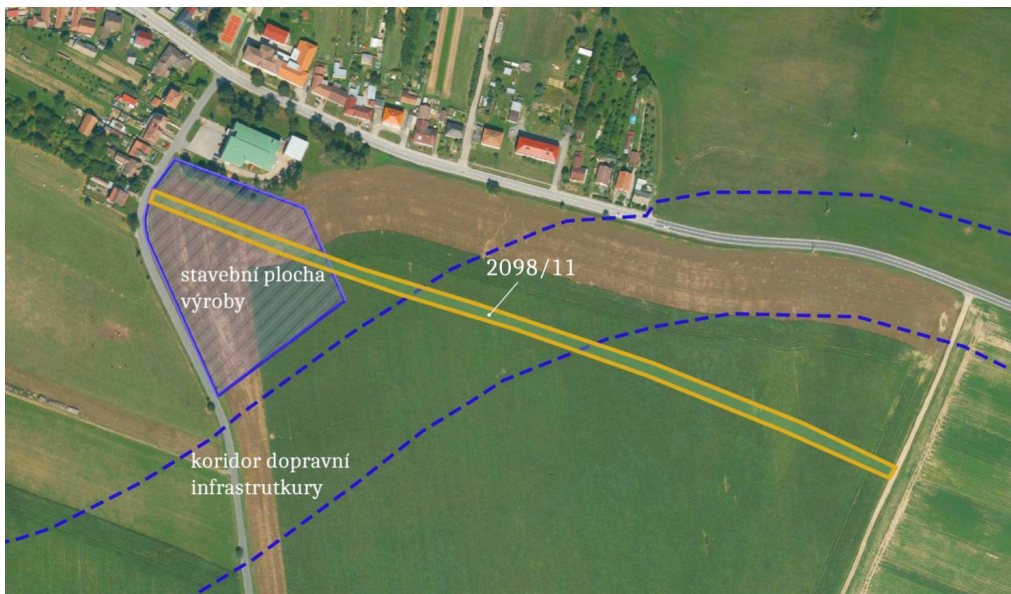 2098/11
stavební plocha
výroby
koridor dopravní
infrastrutkury